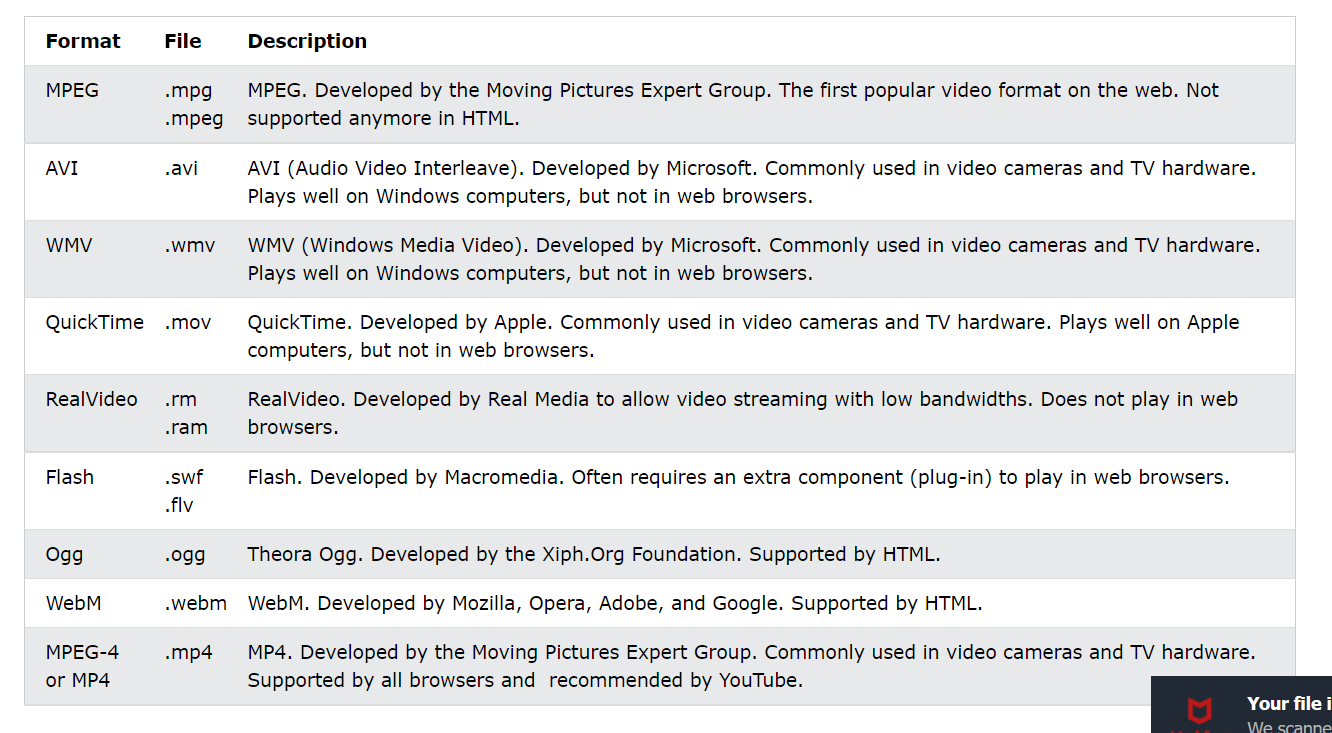 Format File Description
MPEG .mpg MPEG. Developed by the Moving Pictures Expert Group. The first popular video format on the web. Not
.mpeg supported anymore in HTML.
AVI .avi AVI (Audio Video Interleave). Developed by Microsoft. Commonly used in video cameras and TV hardware.
Plays well on Windows computers, but not in web browsers.
WMV .wmv WMV (Windows Media Video). Developed by Microsoft. Commonly used in video cameras and TV hardware.
Plays well on Windows computers, but not in web browsers.
QuickTime .mov QuickTime. Developed by Apple. Commonly used in video cameras and TV hardware. Plays well on Apple
computers, but not in web browsers.
RealVideo .rm RealVideo. Developed by Real Media to allow video streaming with low bandwidths. Does not play in web
.ram browsers.
Flash .swf Flash. Developed by Macromedia. Often requires an extra component (plug-in) to play in web browsers.
.flv
Ogg .ogg Theora Ogg. Developed by the Xiph.Org Foundation. Supported by HTML.
WebM .webm WebM. Developed by Mozilla, Opera, Adobe, and Google. Supported by HTML.
MPEG-4 .mp4 MP4. Developed by the Moving Pictures Expert Group. Commonly used in video cameras and TV hardware.
or MP4 Supported by all browsers and  recommended by YouTube.
Your file i
We scanne